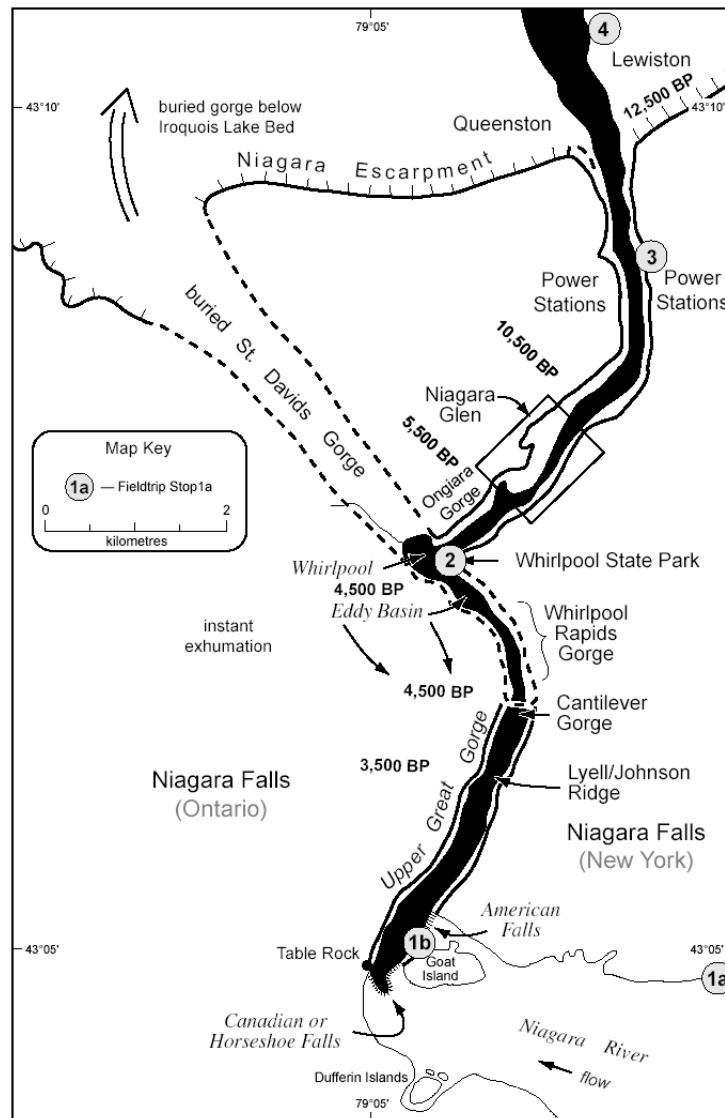 79°05'
4
Lewiston
12,500 BP
43°10'
43°10'
buried gorge below
Iroquois Lake Bed
Queenston
Niagara Escarpment
3
Power
Stations
Power
Stations
buried St. Davids Gorge
10,500 BP
Niagara
Glen
5,500 BP
Ongiara
Gorge
Map Key
1a — Fieldtrip Stop1a
0 2
kilometres
2
Whirlpool State Park
Whirlpool
4,500 BP
Eddy Basin
instant
exhumation
Whirlpool
Rapids
Gorge
4,500 BP
Cantilever
Gorge
3,500 BP
Upper Great Gorge
Lyell/Johnson
Ridge
Niagara Falls
(Ontario)
Niagara Falls
(New York)
American
Falls
1b
Table Rock
Goat
Island
43°05'
43°05'
1a
Canadian or
Horseshoe Falls
Niagara River
flow
Dufferin Islands
79°05'